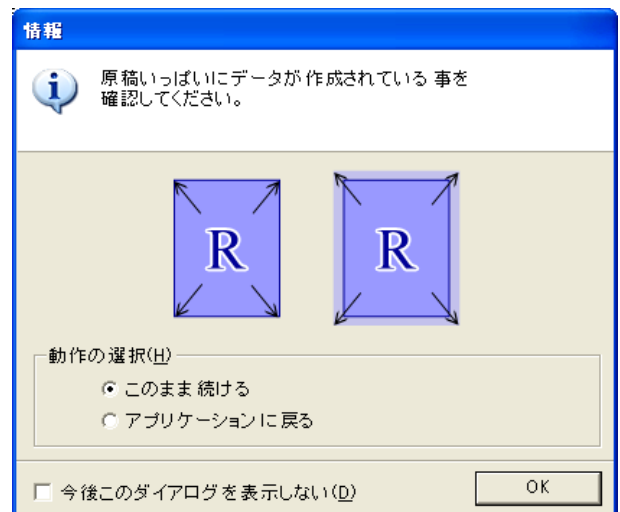 情報
原稿いっぱいにデータが作成されている事を
確認してください。
R R
動作の選択(H)
このまま続ける
アプリケーションに戻る
今後このダイアログを表示しない(D)
OK